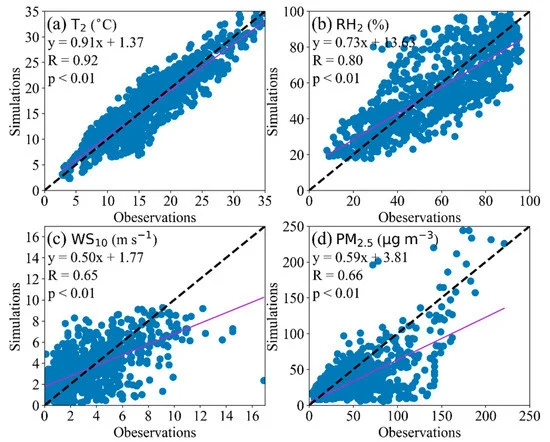 (a) T₂ (°C)
y = 0.91x + 1.37
R = 0.92
p < 0.01
Simulations
35
30
25
20
15
10
5
0
0 5 10 15 20 25 30 35
Obeservations
(b) RH₂ (%)
y = 0.73x + 13.63
R = 0.80
p < 0.01
Simulations
100
80
60
40
20
0
0 20 40 60 80 100
Obeservations
(c) WS₁₀ (m s⁻¹)
y = 0.50x + 1.77
R = 0.65
p < 0.01
Simulations
16
14
12
10
8
6
4
2
0
0 2 4 6 8 10 12 14 16
Obeservations
(d) PM₂.₅ (μg m⁻³)
y = 0.59x + 3.81
R = 0.66
p < 0.01
Simulations
250
200
150
100
50
0
0 50 100 150 200 250
Obeservations